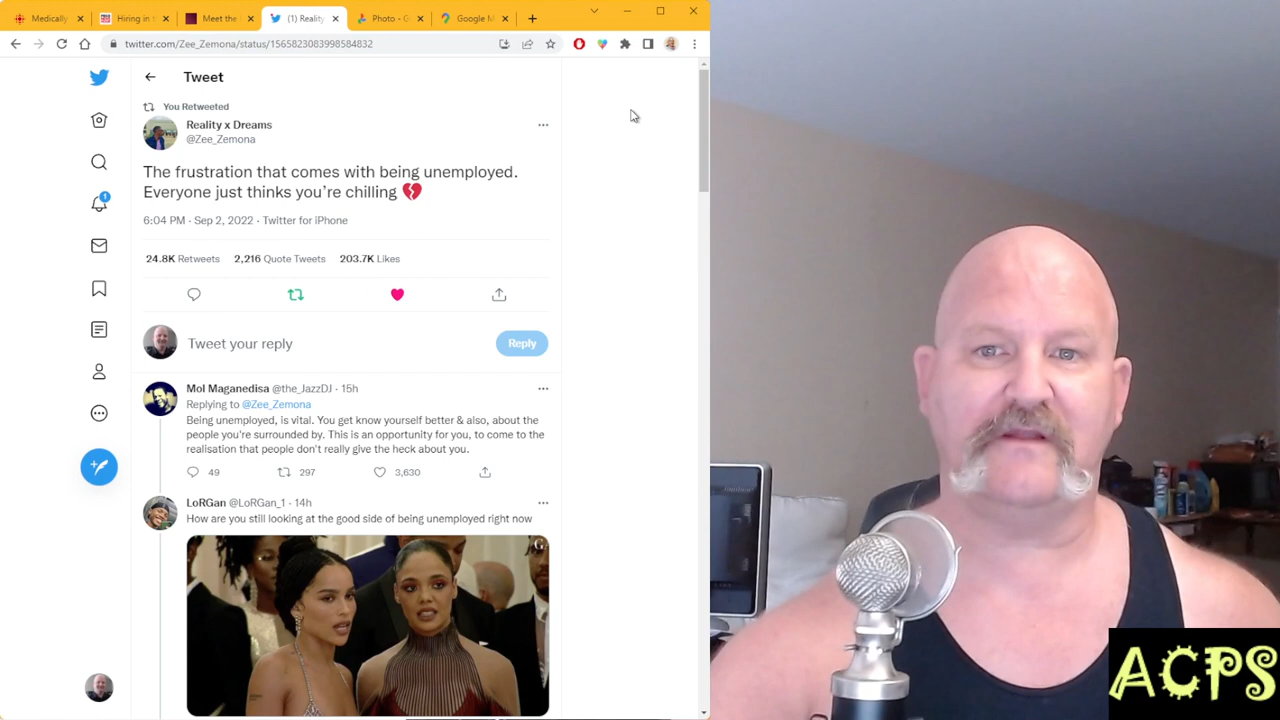 Medically
Hiring in t
Meet the
(1) Reality
Photo - G
Google M
twitter.com/Zee_Zemona/status/1565823083998584832
Tweet
You Retweeted
Reality x Dreams
@Zee_Zemona
The frustration that comes with being unemployed.
Everyone just thinks you’re chilling 💔
6:04 PM · Sep 2, 2022 · Twitter for iPhone
24.8K Retweets 2,216 Quote Tweets 203.7K Likes
Tweet your reply
Reply
1
Mol Maganedisa @the_JazzDJ · 15h
Replying to @Zee_Zemona
Being unemployed, is vital. You get know yourself better & also, about the
people you're surrounded by. This is an opportunity for you, to come to the
realisation that people don't really give the heck about you.
49 297 3,630
LoRGan @LoRGan_1 · 14h
How are you still looking at the good side of being unemployed right now
G
ACPS